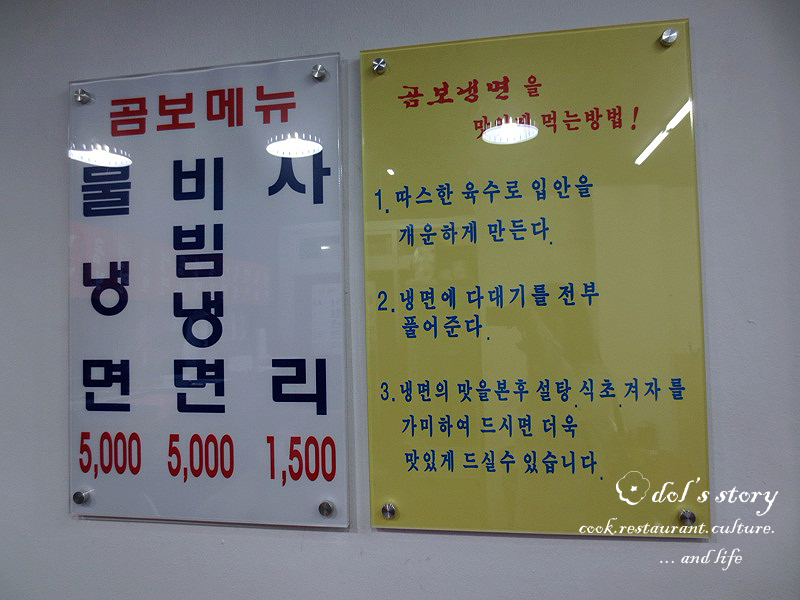 곰보메뉴
물냉면
비빔냉면
사리
5,000
5,000
1,500
곰보냉면을
맛있게 먹는방법!
1. 따스한 육수로 입안을
개운하게 만든다.
2. 냉면에 다대기를 전부
풀어준다.
3. 냉면의 맛을본후 설탕,식초,겨자를
가미하여 드시면 더욱
맛있게 드실수 있습니다.
dol's story
cook.restaurant.culture.
... and life